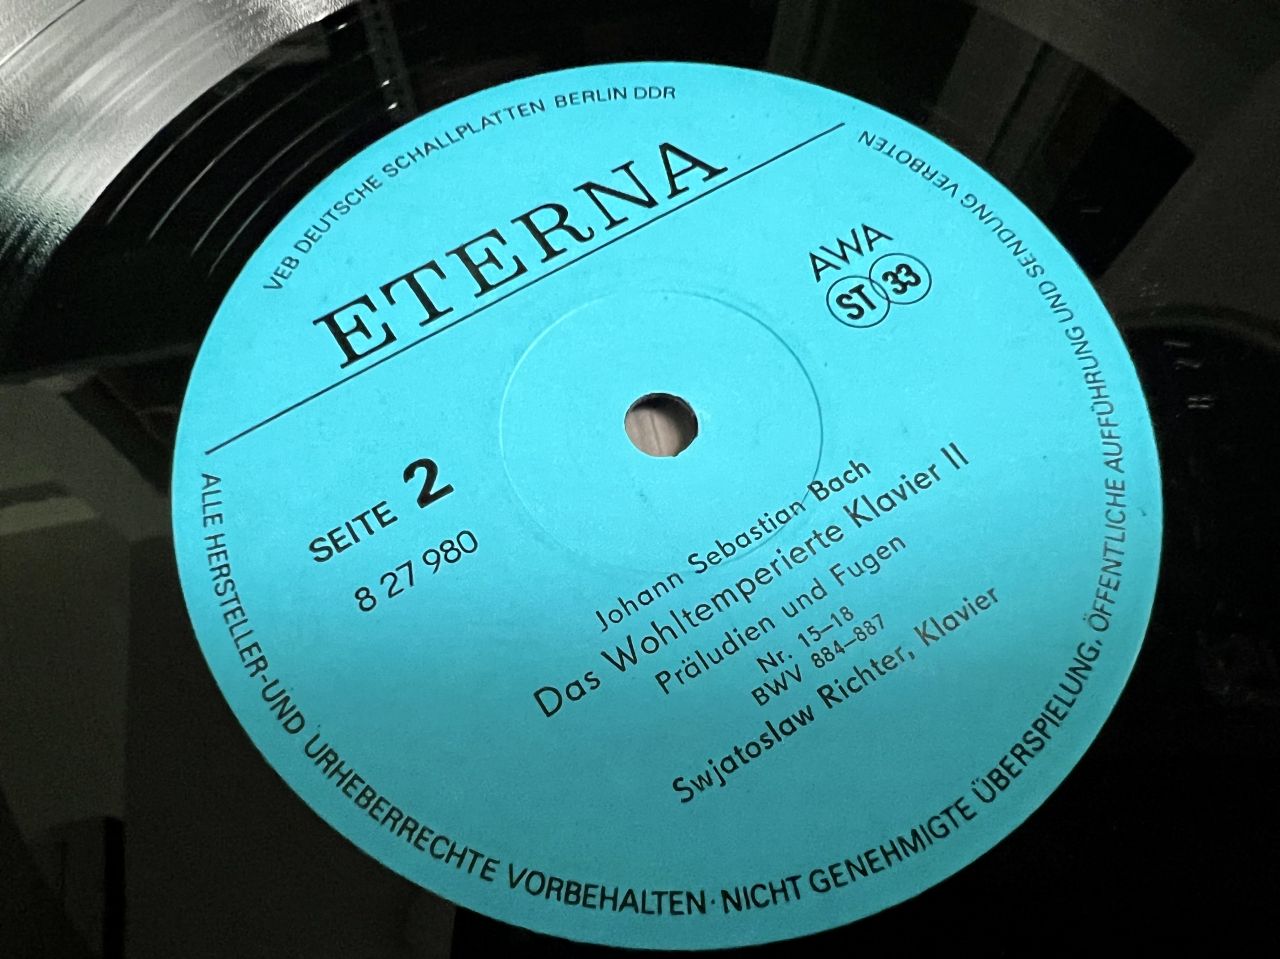 VEB DEUTSCHE SCHALLPLATTEN BERLIN DDR
ETERNA
AWA
ST 33
SEITE 2
8 27 980
Johann Sebastian Bach
Das Wohltemperierte Klavier II
Präludien und Fugen
Nr. 15–18
BWV 884–887
Swjatoslaw Richter, Klavier
ALLE HERSTELLER-UND URHEBERRECHTE VORBEHALTEN · NICHT GENEHMIGTE ÜBERSPIELUNG, ÖFFENTLICHE AUFFÜHRUNG UND SENDUNG VERBOTEN